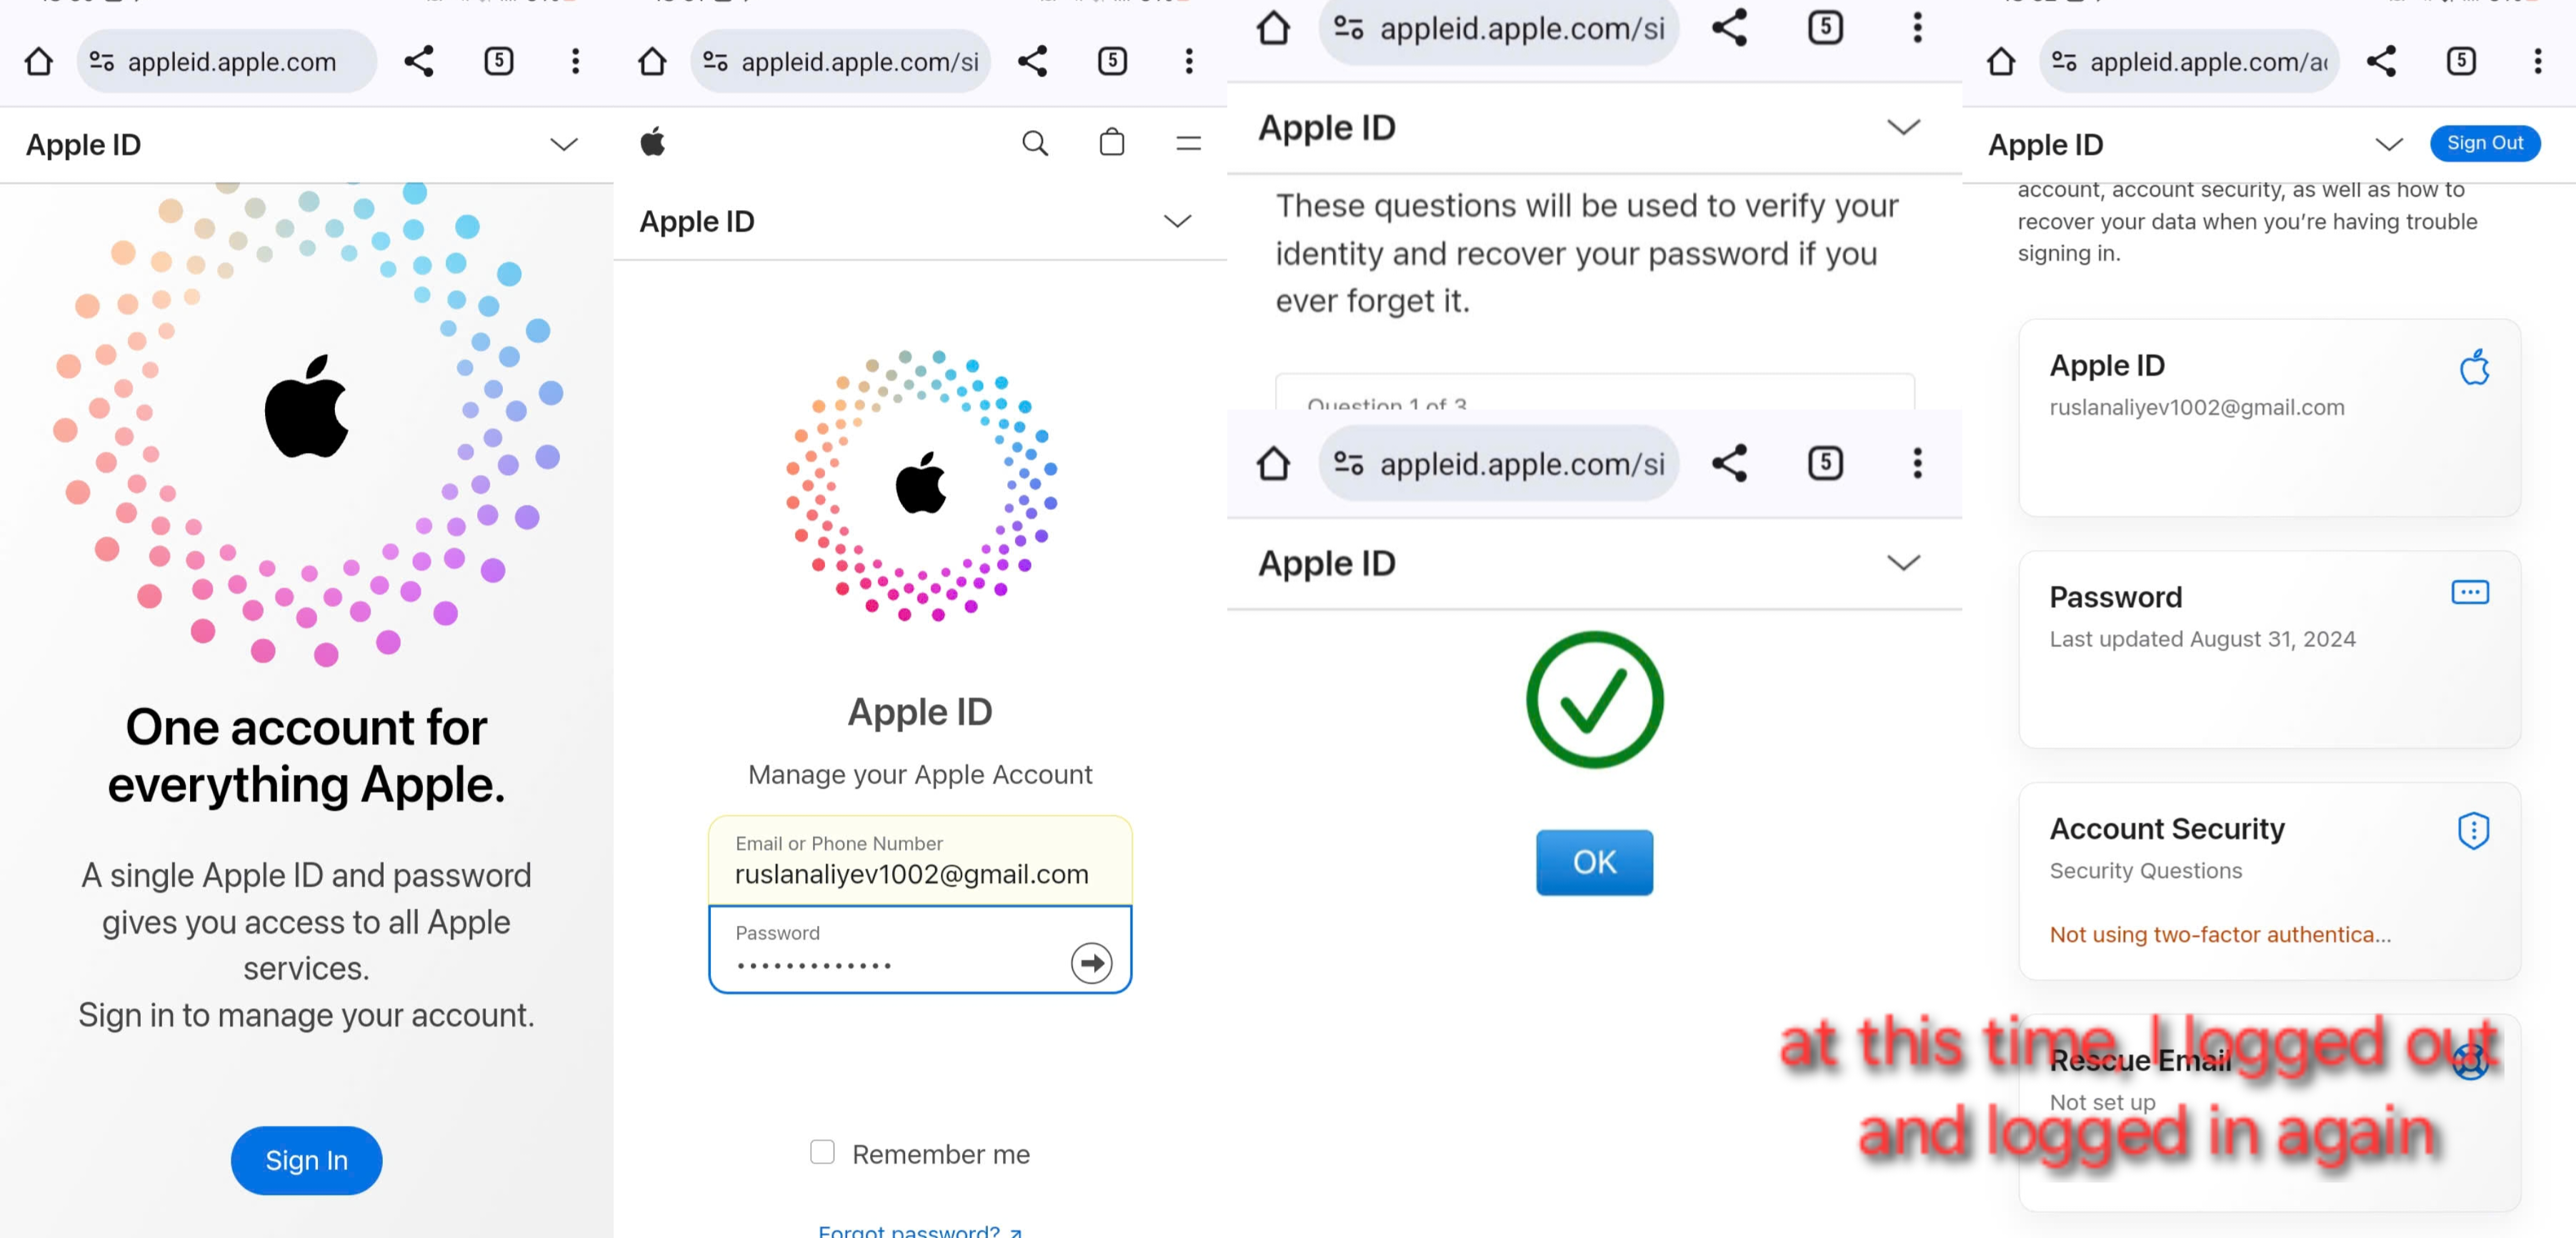 appleid.apple.com
5
Apple ID
One account for
everything Apple.
A single Apple ID and password
gives you access to all Apple
services.
Sign in to manage your account.
Sign In
appleid.apple.com/si
5
Apple ID
Apple ID
Manage your Apple Account
Email or Phone Number
ruslanaliyev1002@gmail.com
Password
Remember me
Forgot password?
appleid.apple.com/si
5
Apple ID
These questions will be used to verify your
identity and recover your password if you
ever forget it.
Question 1 of 3
appleid.apple.com/si
5
Apple ID
OK
appleid.apple.com/a
5
Apple ID
Sign Out
account, account security, as well as how to
recover your data when you're having trouble
signing in.
Apple ID
ruslanaliyev1002@gmail.com
Password
Last updated August 31, 2024
Account Security
Security Questions
Not using two-factor authentica...
Rescue Email
Not set up
at this time, I logged out
and logged in again